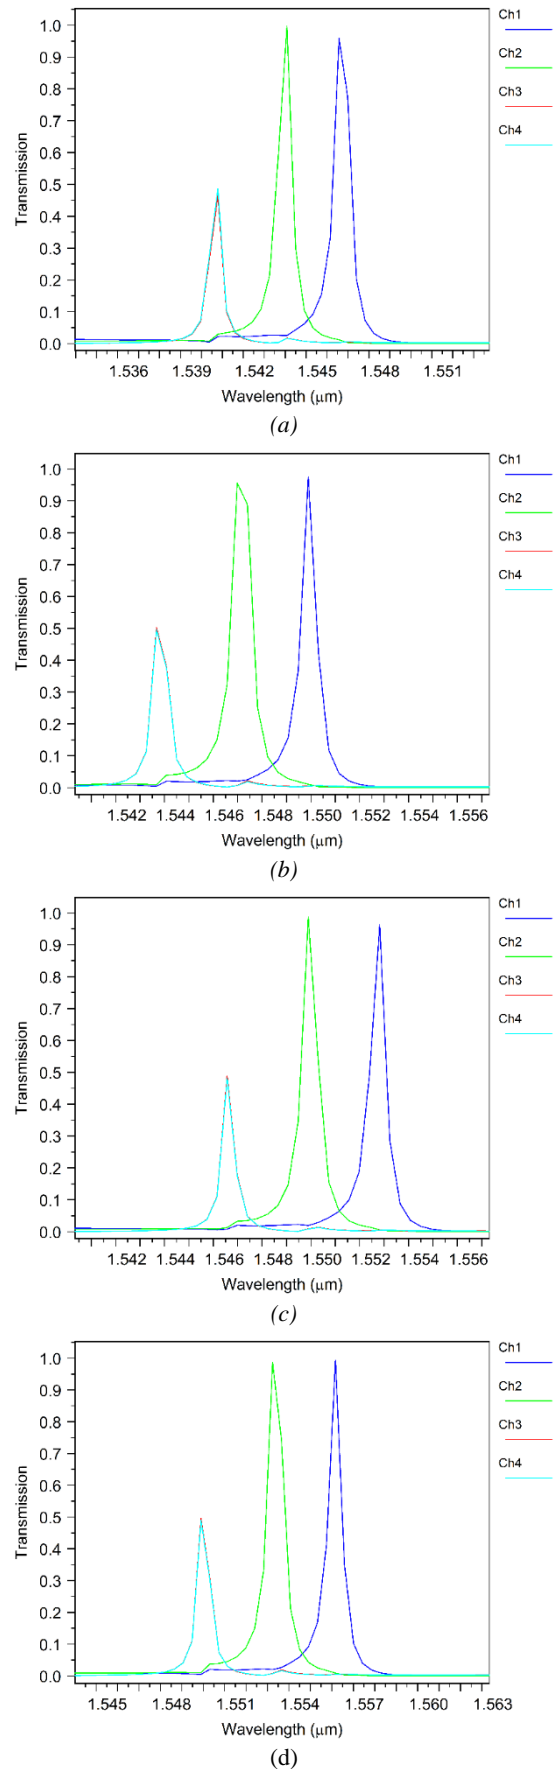 1.0
0.9
0.8
0.7
0.6
0.5
0.4
0.3
0.2
0.1
0.0
Transmission
1.536 1.539 1.542 1.545 1.548 1.551
Wavelength (μm)
Ch1
Ch2
Ch3
Ch4
(a)
1.0
0.9
0.8
0.7
0.6
0.5
0.4
0.3
0.2
0.1
0.0
Transmission
1.542 1.544 1.546 1.548 1.550 1.552 1.554 1.556
Wavelength (μm)
Ch1
Ch2
Ch3
Ch4
(b)
1.0
0.9
0.8
0.7
0.6
0.5
0.4
0.3
0.2
0.1
0.0
Transmission
1.542 1.544 1.546 1.548 1.550 1.552 1.554 1.556
Wavelength (μm)
Ch1
Ch2
Ch3
Ch4
(c)
1.0
0.9
0.8
0.7
0.6
0.5
0.4
0.3
0.2
0.1
0.0
Transmission
1.545 1.548 1.551 1.554 1.557 1.560 1.563
Wavelength (μm)
Ch1
Ch2
Ch3
Ch4
(d)